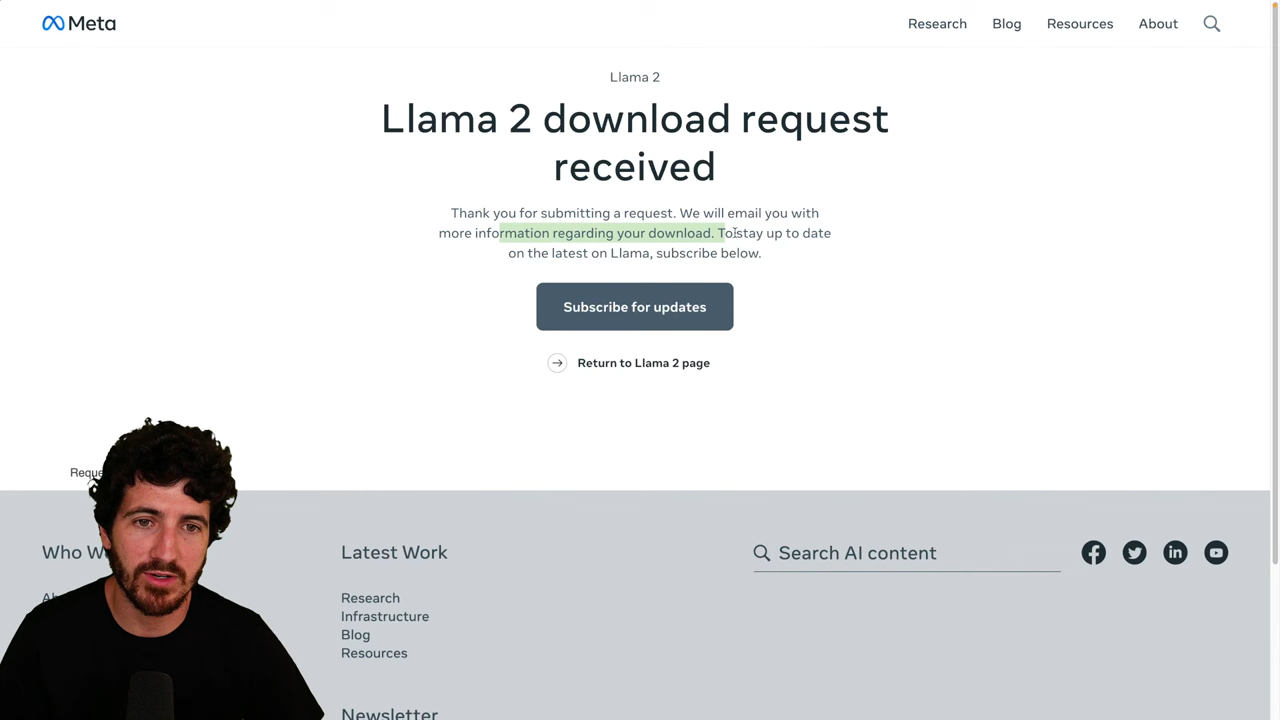 Meta
Research
Blog
Resources
About
Llama 2
Llama 2 download request
received
Thank you for submitting a request. We will email you with
more information regarding your download. To stay up to date
on the latest on Llama, subscribe below.
Subscribe for updates
Return to Llama 2 page
Who
Latest Work
Search AI content
Research
Infrastructure
Blog
Resources
Newsletter